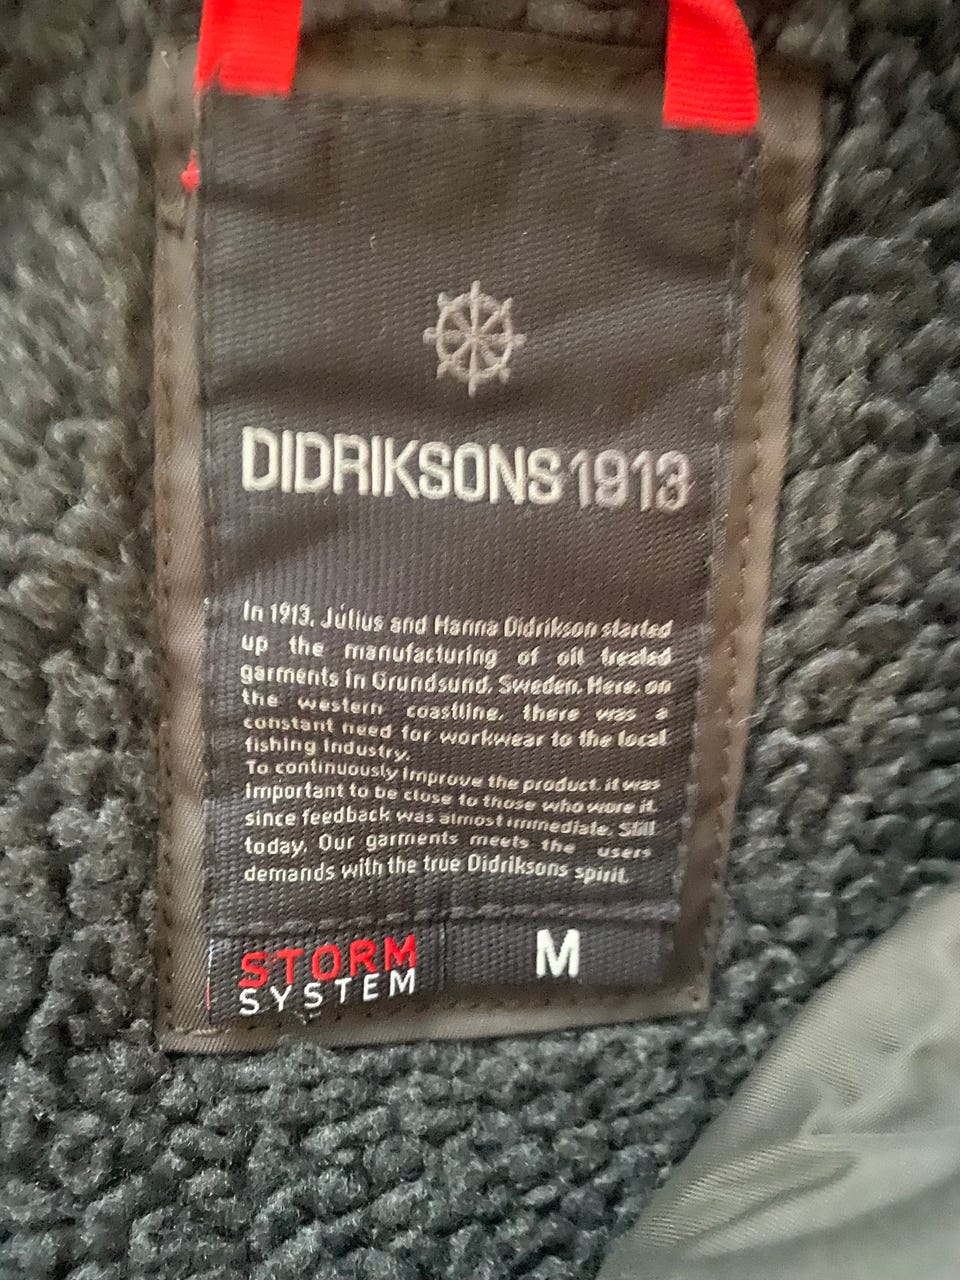 DIDRIKSONS 1913
In 1913, Julius and Hanna Didrikson started
up the manufacturing of oil treated
garments in Grundsund, Sweden. Here, on
the western coastline, there was a
constant need for workwear to the local
fishing industry.
To continuously improve the product, it was
important to be close to those who wore it,
since feedback was almost immediate. Still
today, Our garments meets the users
demands with the true Didriksons spirit.
STORM
SYSTEM
M